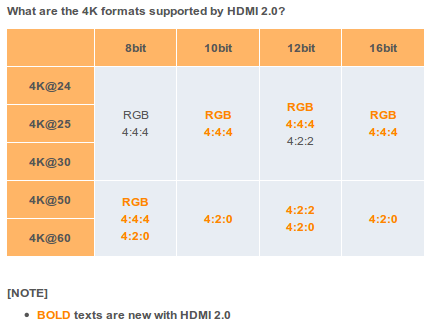 What are the 4K formats supported by HDMI 2.0?
8bit 10bit 12bit 16bit
4K@24
4K@25
4K@30
RGB
4:4:4
RGB
4:4:4
RGB
4:4:4
4:2:2
RGB
4:4:4
4K@50
4K@60
RGB
4:4:4
4:2:0
4:2:0
4:2:2
4:2:0
4:2:0
[NOTE]
• BOLD texts are new with HDMI 2.0